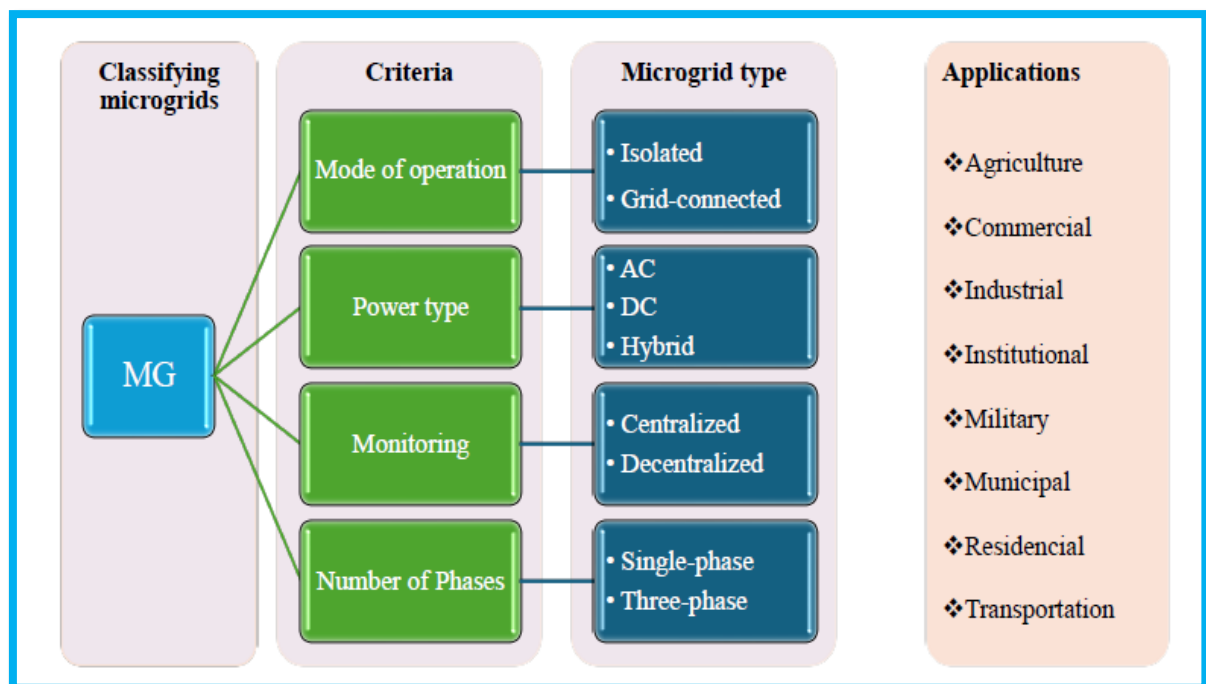 Classifying
microgrids
Criteria
Microgrid type
Applications
MG
Mode of operation
• Isolated
• Grid-connected
Power type
• AC
• DC
• Hybrid
Monitoring
• Centralized
• Decentralized
Number of Phases
• Single-phase
• Three-phase
❖Agriculture
❖Commercial
❖Industrial
❖Institutional
❖Military
❖Municipal
❖Residencial
❖Transportation